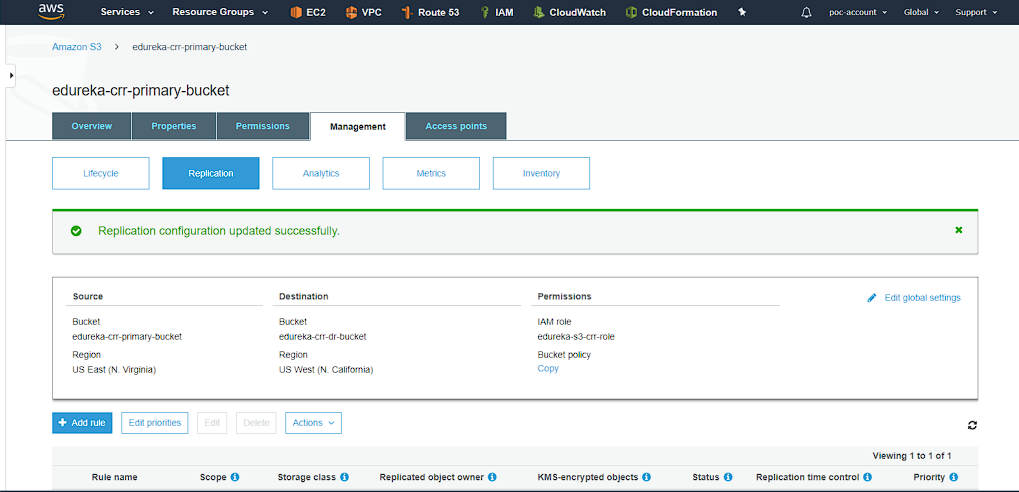 aws Services Resource Groups EC2 VPC Route 53 IAM CloudWatch CloudFormation poc-account Global Support
Amazon S3 > edureka-crr-primary-bucket
edureka-crr-primary-bucket
Overview Properties Permissions Management Access points
Lifecycle Replication Analytics Metrics Inventory
Replication configuration updated successfully.
Source Destination Permissions Edit global settings
Bucket Bucket IAM role
edureka-crr-primary-bucket edureka-crr-dr-bucket edureka-s3-crr-role
Region Region Bucket policy
US East (N. Virginia) US West (N. California) Copy
+ Add rule Edit priorities Edit Delete Actions
Viewing 1 to 1 of 1
Rule name Scope Storage class Replicated object owner KMS-encrypted objects Status Replication time control Priority